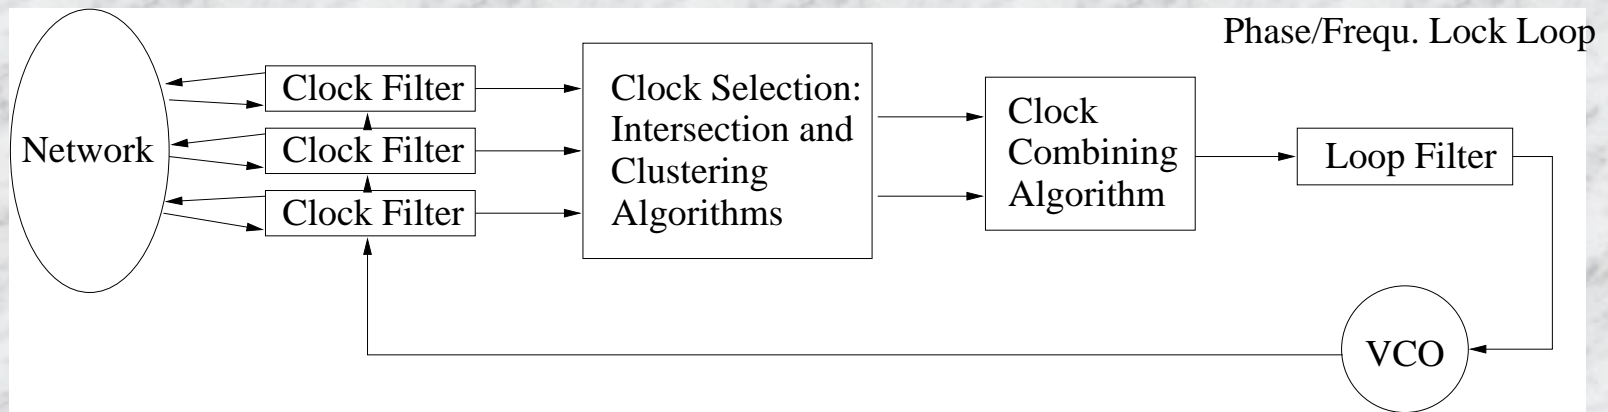 Phase/Frequ. Lock Loop
Network
Clock Filter
Clock Filter
Clock Filter
Clock Selection:
Intersection and
Clustering
Algorithms
Clock
Combining
Algorithm
Loop Filter
VCO